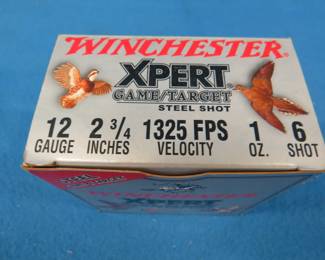 WINCHESTER®
XPERT®
GAME/TARGET
STEEL SHOT
12 2 3/4 1325 FPS 1 6
GAUGE INCHES VELOCITY OZ. SHOT
WINCHESTER